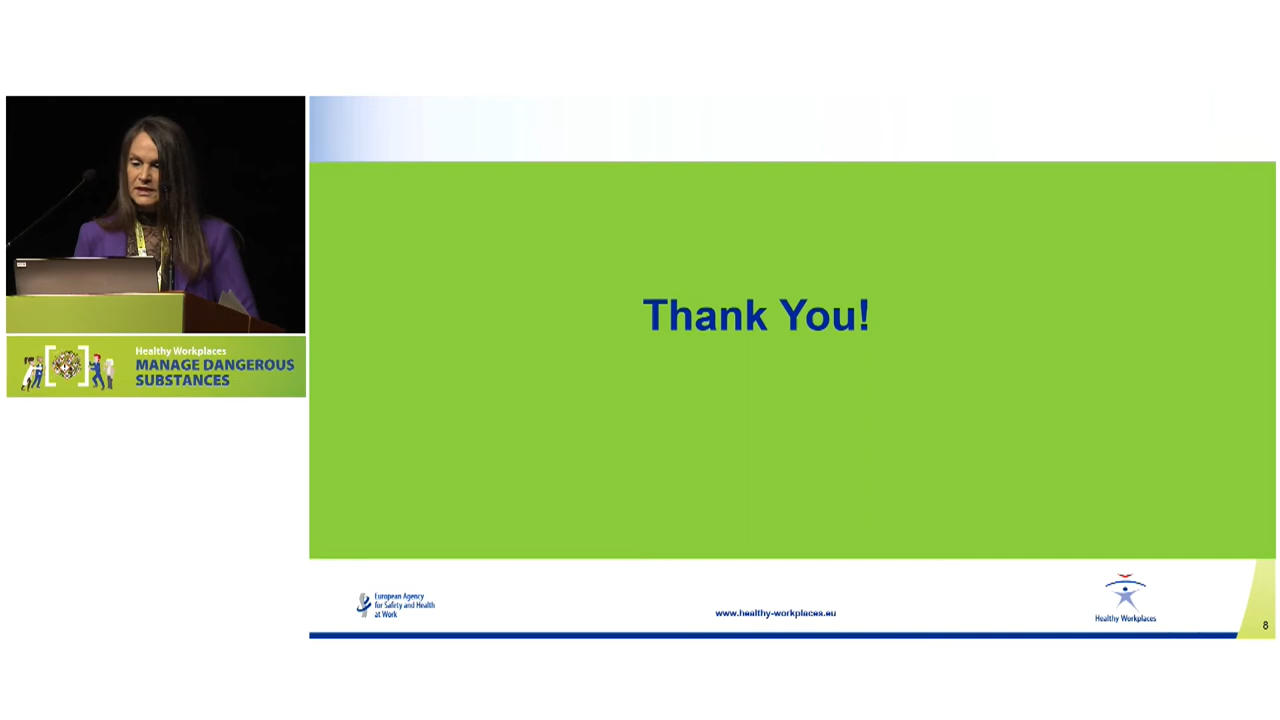 Healthy Workplaces
MANAGE DANGEROUS
SUBSTANCES
Thank You!
European Agency
for Safety and Health
at Work
www.healthy-workplaces.eu
Healthy Workplaces
8